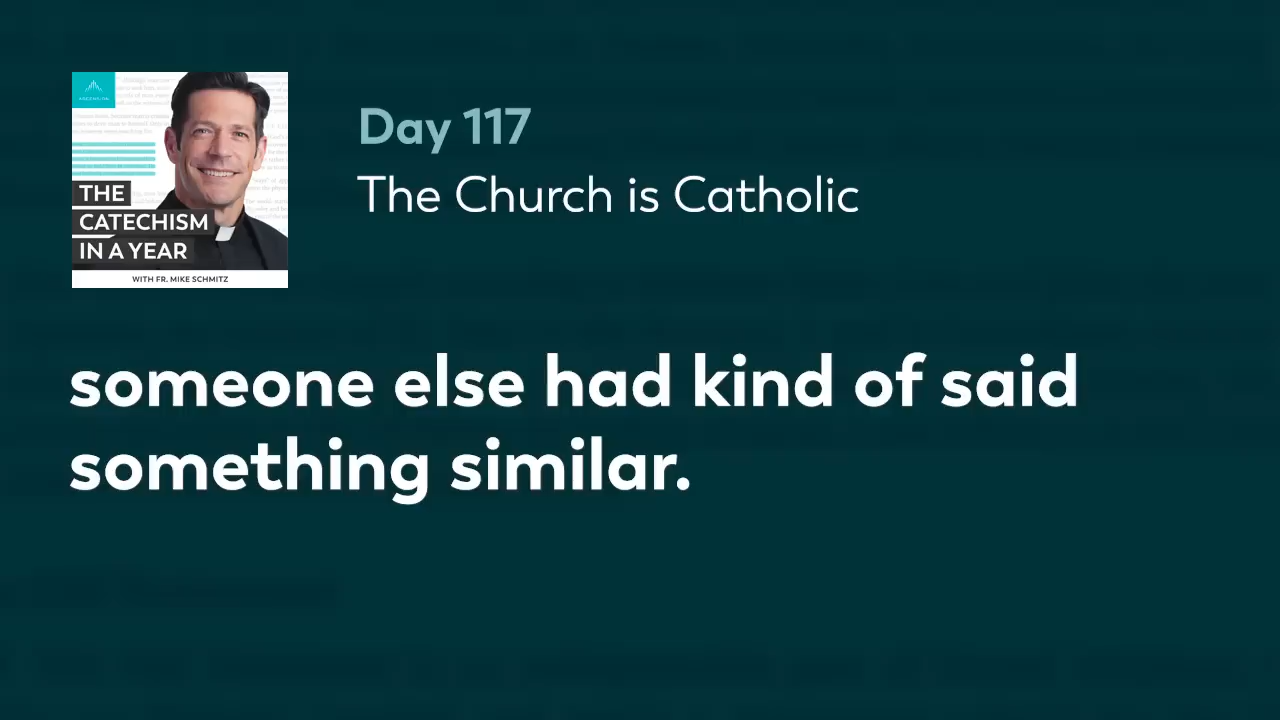 ASCENSION
THE
CATECHISM
IN A YEAR
WITH FR. MIKE SCHMITZ
Day 117
The Church is Catholic
someone else had kind of said
something similar.